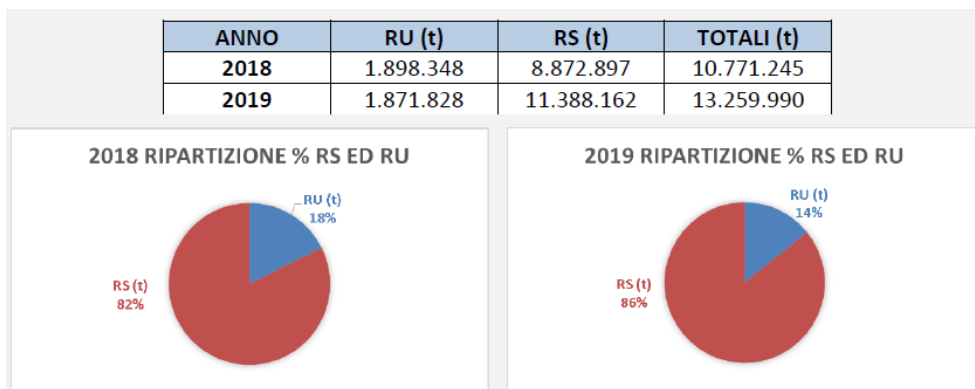 ANNO RU (t) RS (t) TOTALI (t)
2018 1.898.348 8.872.897 10.771.245
2019 1.871.828 11.388.162 13.259.990
2018 RIPARTIZIONE % RS ED RU
RU (t)
18%
RS (t)
82%
2019 RIPARTIZIONE % RS ED RU
RU (t)
14%
RS (t)
86%